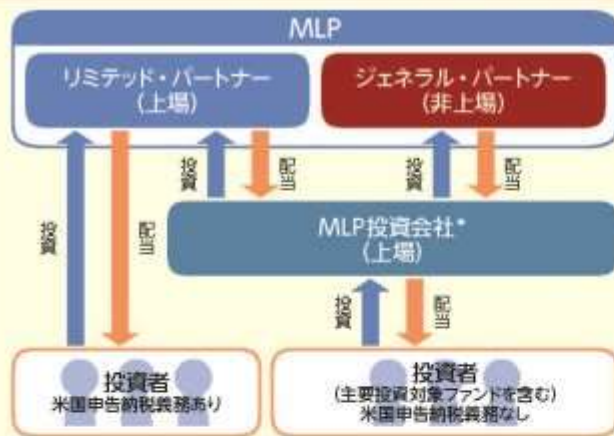 MLP
リミテッド・パートナー
(上場)
ジェネラル・パートナー
(非上場)
投資
配当
投資
配当
投資
配当
MLP投資会社*
(上場)
投資
配当
投資者
米国申告納税義務あり
投資者
(主要投資対象ファンドを含む)
米国申告納税義務なし